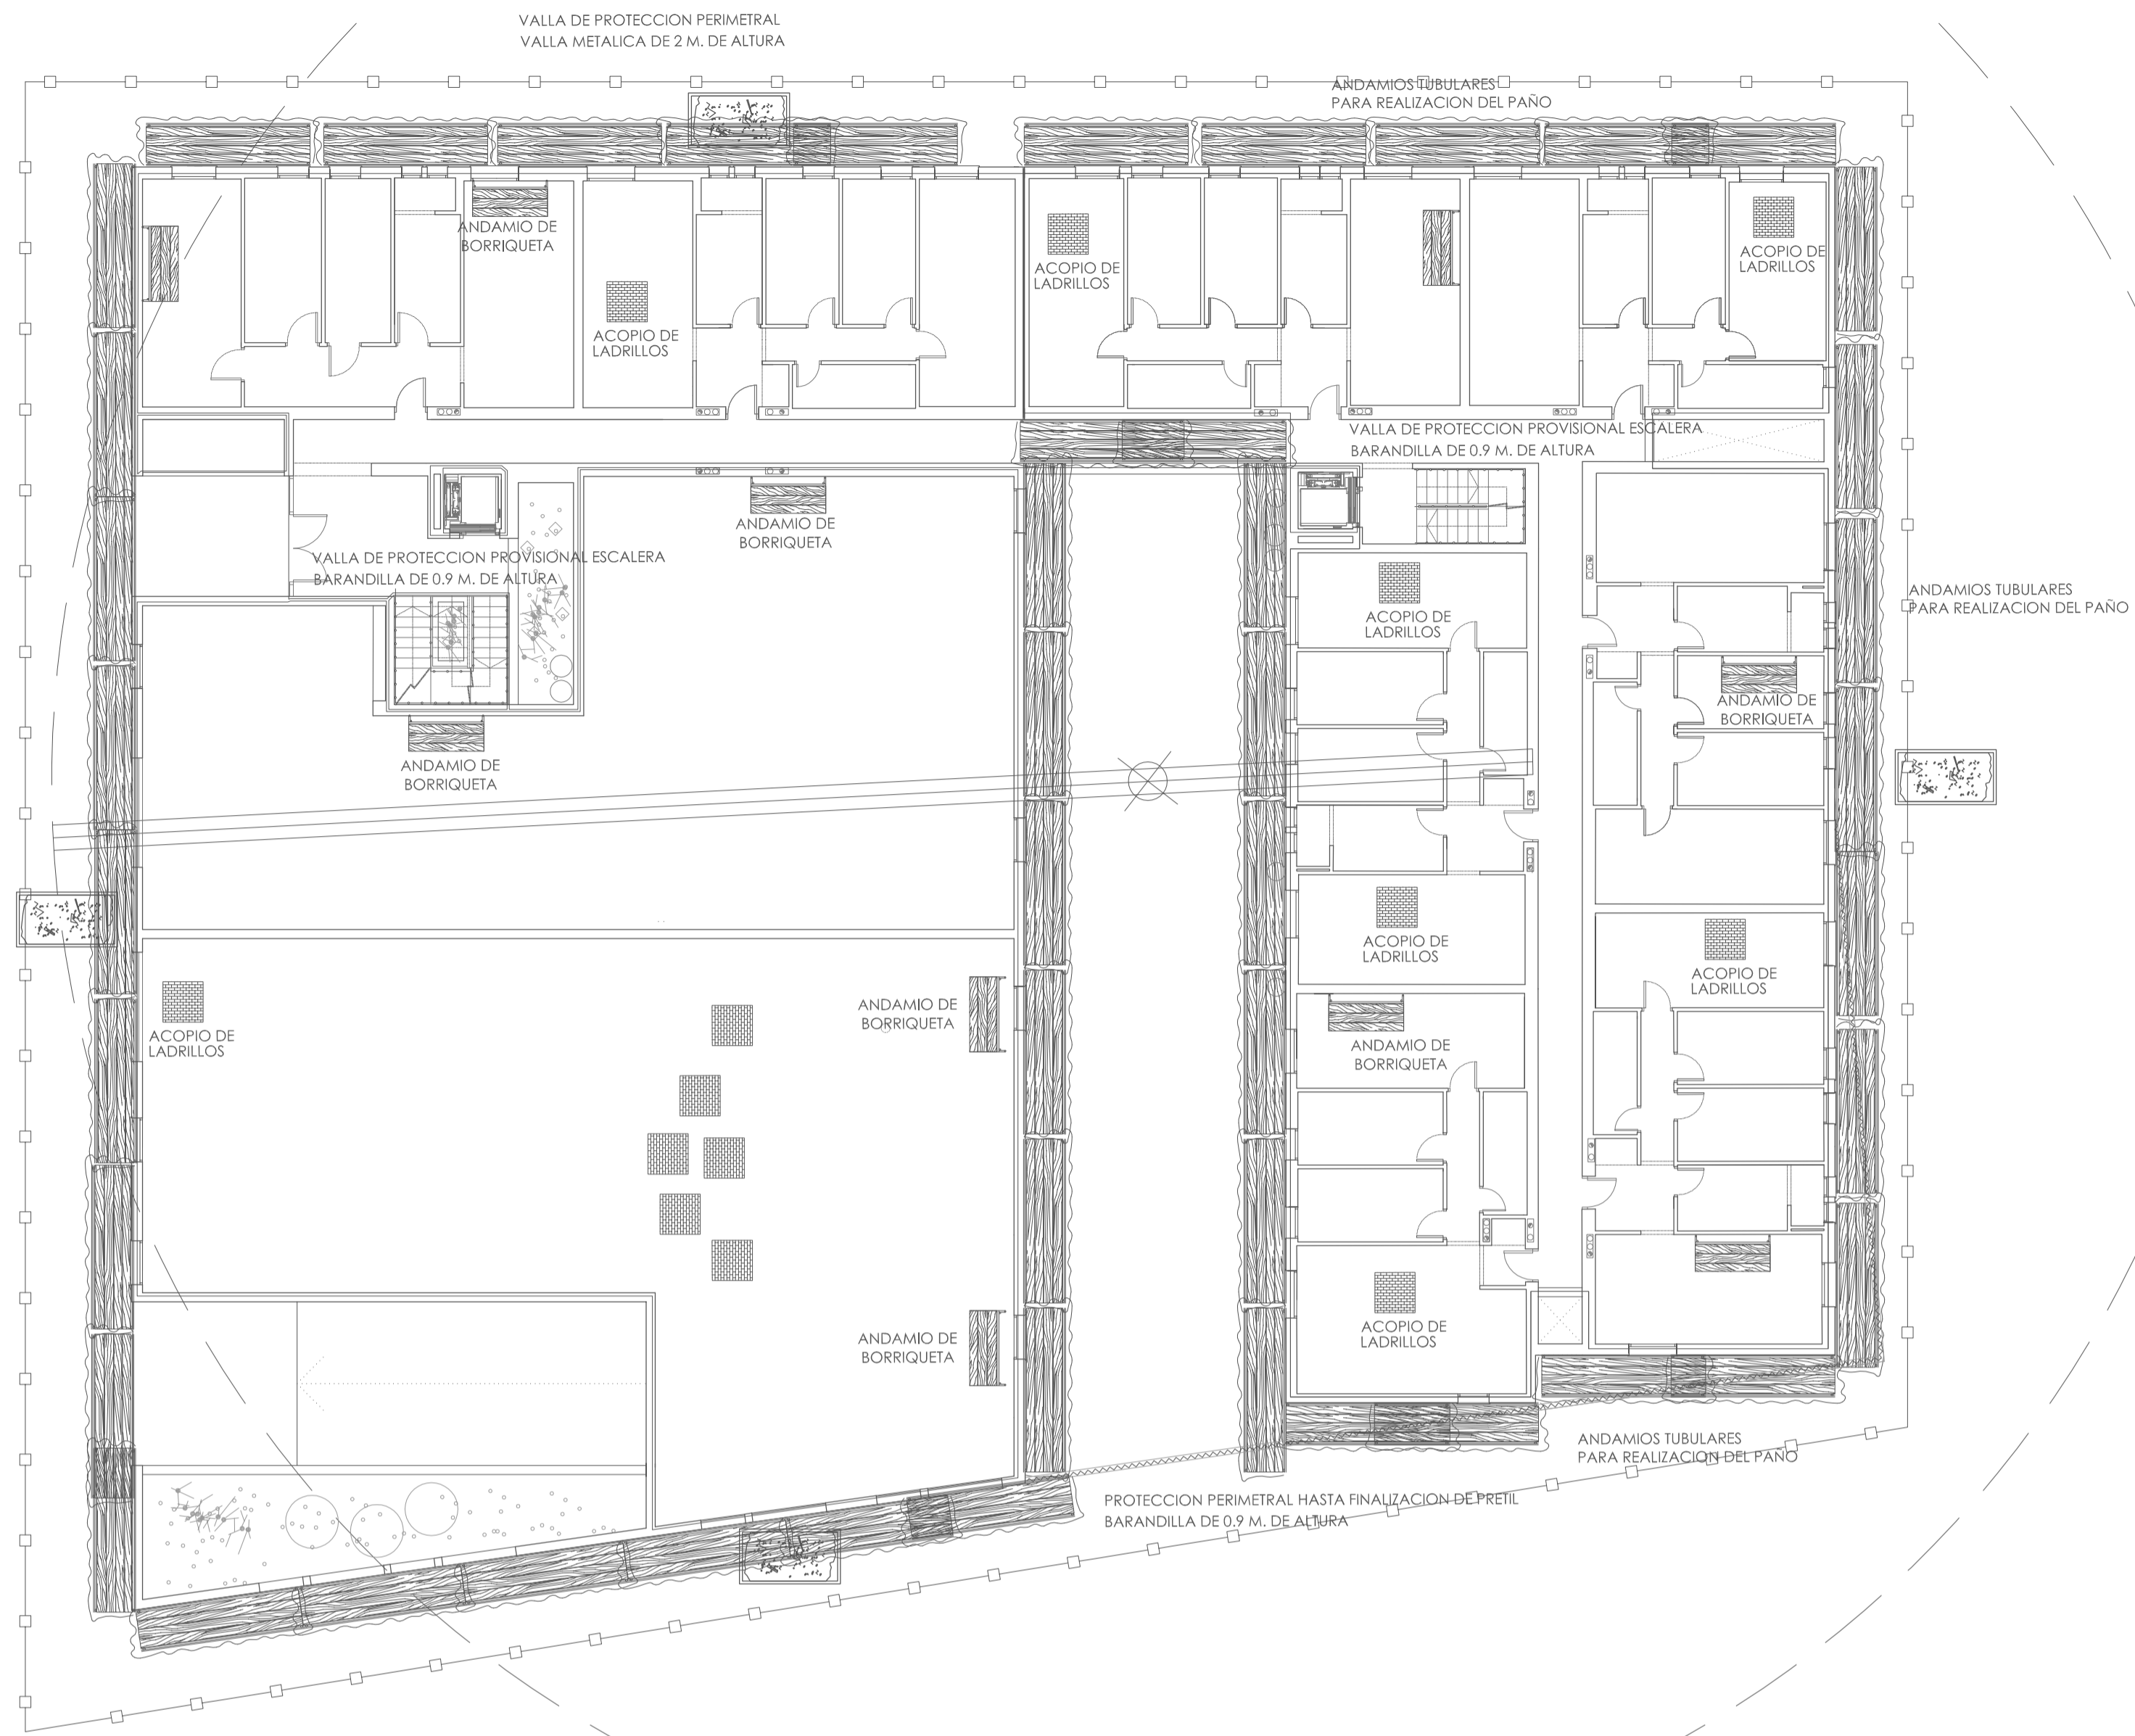 VALLA DE PROTECCION PERIMETRAL
VALLA METALICA DE 2 M. DE ALTURA
ANDAMIOS TUBULARES
PARA REALIZACION DEL PAÑO
ANDAMIO DE
BORRIQUETA
ACOPIO DE
LADRILLOS
ACOPIO DE
LADRILLOS
ACOPIO DE
LADRILLOS
VALLA DE PROTECCION PROVISIONAL ESCALERA
BARANDILLA DE 0.9 M. DE ALTURA
ANDAMIO DE
BORRIQUETA
VALLA DE PROTECCION PROVISIONAL ESCALERA
BARANDILLA DE 0.9 M. DE ALTURA
ANDAMIOS TUBULARES
PARA REALIZACION DEL PAÑO
ACOPIO DE
LADRILLOS
ANDAMIO DE
BORRIQUETA
ANDAMIO DE
BORRIQUETA
ACOPIO DE
LADRILLOS
ACOPIO DE
LADRILLOS
ANDAMIO DE
BORRIQUETA
ACOPIO DE
LADRILLOS
ANDAMIO DE
BORRIQUETA
ANDAMIO DE
BORRIQUETA
ACOPIO DE
LADRILLOS
ANDAMIOS TUBULARES
PARA REALIZACION DEL PAÑO
PROTECCION PERIMETRAL HASTA FINALIZACION DE PRETIL
BARANDILLA DE 0.9 M. DE ALTURA